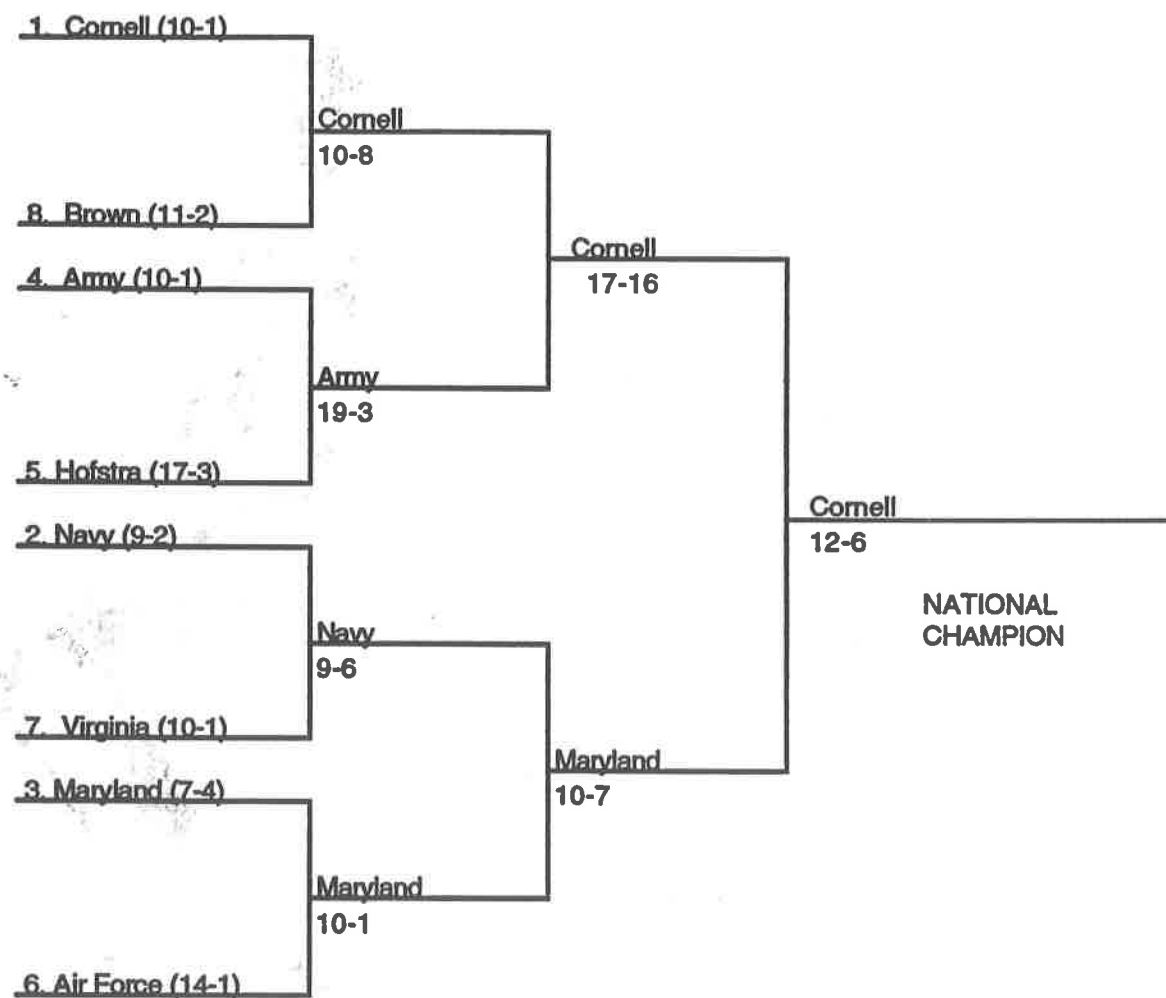 1. Cornell (10-1)
Cornell
10-8
8. Brown (11-2)
Cornell
17-16
4. Army (10-1)
Army
19-3
5. Hofstra (17-3)
Cornell
12-6
NATIONAL
CHAMPION
2. Navy (9-2)
Navy
9-6
7. Virginia (10-1)
Maryland
10-7
3. Maryland (7-4)
Maryland
10-1
6. Air Force (14-1)